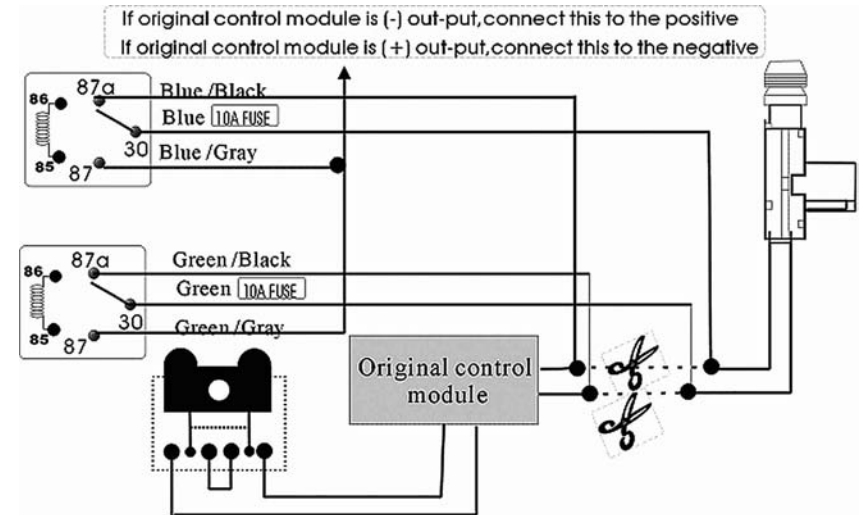 If original control module is (-) out-put,connect this to the positive
If original control module is (+) out-put,connect this to the negative
86 87a Blue /Black
Blue 10A FUSE
30 Blue /Gray
85 87
86 87a Green /Black
Green 10A FUSE
30
Green /Gray
85 87
Original control
module